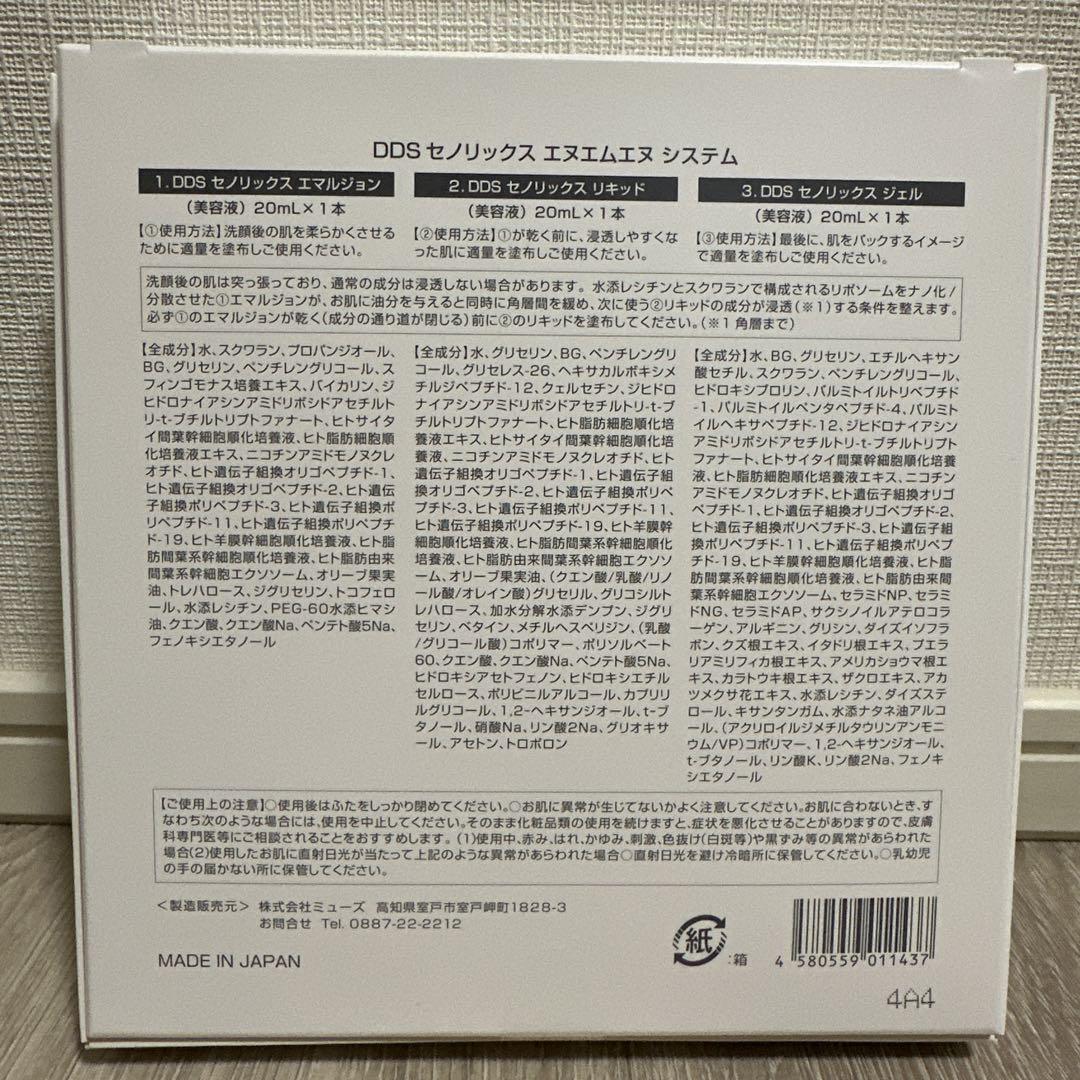 DDS セノリックス エヌエムエヌ システム
1. DDS セノリックス エマルジョン
（美容液）20mL×1本
【①使用方法】洗顔後の肌を柔らかくさせる
ために適量を塗布しご使用ください。
2. DDS セノリックス リキッド
（美容液）20mL×1本
【②使用方法】①が乾く前に、浸透しやすくな
った肌に適量を塗布しご使用ください。
3. DDS セノリックス ジェル
（美容液）20mL×1本
【③使用方法】最後に、肌をパックするイメージ
で適量を塗布しご使用ください。
洗顔後の肌は突っ張っており、通常の成分は浸透しない場合があります。水添レシチンとスクワランで構成されるリポソームをナノ化/
分散させた①エマルジョンが、お肌に油分を与えると同時に角層間を緩め、次に使う②リキッドの成分が浸透（※1）する条件を整えます。
必ず①のエマルジョンが乾く（成分の通り道が閉じる）前に②のリキッドを塗布してください。（※1 角層まで）
【全成分】水、スクワラン、プロパンジオール、
BG、グリセリン、ペンチレングリコール、ス
フィンゴモナス培養エキス、バイカリン、ジ
ヒドロナイアシンアミドリボシドアセチルト
リ-t-ブチルトリプトファナート、ヒトサイタ
イ間葉幹細胞順化培養液、ヒト脂肪細胞順化
培養液エキス、ニコチンアミドモノヌクレ
オチド、ヒト遺伝子組換オリゴペプチド-1、
ヒト遺伝子組換オリゴペプチド-2、ヒト遺伝
子組換ポリペプチド-3、ヒト遺伝子組換ポリ
ペプチド-11、ヒト遺伝子組換ポリペプチ
ド-19、ヒト羊膜幹細胞順化培養液、ヒト脂
肪間葉系幹細胞順化培養液、ヒト脂肪由来
間葉系幹細胞エクソソーム、オリーブ果実
油、トレハロース、ジグリセリン、トコフェロ
ール、水添レシチン、PEG-60水添ヒマシ
油、クエン酸、クエン酸Na、ペンテト酸5Na、
フェノキシエタノール
【全成分】水、グリセリン、BG、ペンチレングリ
コール、グリセレス-26、ヘキサカルボキシメ
チルジペプチド-12、クェルセチン、ジヒドロ
ナイアシンアミドリボシドアセチルトリ-t-ブ
チルトリプトファナート、ヒト脂肪細胞順化培
養液エキス、ヒトサイタイ間葉幹細胞順化培養
液、ニコチンアミドモノヌクレオチド、ヒト遺
伝子組換オリゴペプチド-1、ヒト遺伝子組換
オリゴペプチド-2、ヒト遺伝子組換ポリペプ
チド-3、ヒト遺伝子組換ポリペプチド-11、
ヒト遺伝子組換ポリペプチド-19、ヒト羊膜幹
細胞順化培養液、ヒト脂肪間葉系幹細胞順化培
養液、ヒト脂肪由来間葉系幹細胞エクソソー
ム、オリーブ果実油、（クエン酸/乳酸/リノー
ル酸/オレイン酸）グリセリル、グリコシルト
レハロース、加水分解水添デンプン、ジグリセ
リン、ベタイン、メチルヘスペリジン、（乳酸
/グリコール酸）コポリマー、ポリソルベート
60、クエン酸、クエン酸Na、ペンテト酸5Na、
ヒドロキシアセトフェノン、ヒドロキシエチル
セルロース、ポリビニルアルコール、カプリリ
ルグリコール、1,2-ヘキサンジオール、t-ブ
タノール、硝酸Na、リン酸2Na、グリオキサ
ール、アセトン、トロポロン
【全成分】水、BG、グリセリン、エチルヘキサン
酸セチル、スクワラン、ペンチレングリコール、
ヒドロキシプロリン、パルミトイルトリペプチド
-1、パルミトイルペンタペプチド-4、パルミト
イルヘキサペプチド-12、ジヒドロナイアシン
アミドリボシドアセチルトリ-t-ブチルトリプト
ファナート、ヒトサイタイ間葉幹細胞順化培養
液、ヒト脂肪細胞順化培養液エキス、ニコチン
アミドモノヌクレオチド、ヒト遺伝子組換オリゴ
ペプチド-1、ヒト遺伝子組換オリゴペプチド-2、
ヒト遺伝子組換ポリペプチド-3、ヒト遺伝子組
換ポリペプチド-11、ヒト遺伝子組換ポリペプチ
ド-19、ヒト羊膜幹細胞順化培養液、ヒト脂
肪間葉系幹細胞順化培養液、ヒト脂肪由来間
葉系幹細胞エクソソーム、セラミドNP、セラミ
ドNG、セラミドAP、サクシノイルアテロコラ
ーゲン、アルギニン、グリシン、ダイズイソフラ
ボン、クズ根エキス、イタドリ根エキス、プエラ
リアミリフィカ根エキス、アメリカショウマ根エ
キス、カラトウキ根エキス、ザクロエキス、アカ
ツメクサ花エキス、水添レシチン、ダイズステ
ロール、キサンタンガム、水添ナタネ油アルコ
ール、（アクリロイルジメチルタウリンアンモニ
ウム/VP）コポリマー、1,2-ヘキサンジオール、
t-ブタノール、リン酸K、リン酸2Na、フェノキ
シエタノール
【ご使用上の注意】○使用後はふたをしっかり閉めてください。○お肌に異常が生じてないかよく注意してください。お肌に合わないとき、す
なわち次のような場合には、使用を中止してください。そのまま化粧品類の使用を続けますと、症状を悪化させることがありますので、皮膚
科専門医等にご相談されることをおすすめします。(1)使用中、赤み、はれ、かゆみ、刺激、色抜け（白斑等）や黒ずみ等の異常があらわれた
場合(2)使用したお肌に直射日光が当たって上記のような異常があらわれた場合○直射日光を避け冷暗所に保管してください。○乳幼児
の手の届かない所に保管してください。
＜製造販売元＞ 株式会社ミューズ 高知県室戸市室戸岬町1828-3
お問合せ Tel. 0887-22-2212
MADE IN JAPAN
紙
:箱
4 580559 011437
4A4